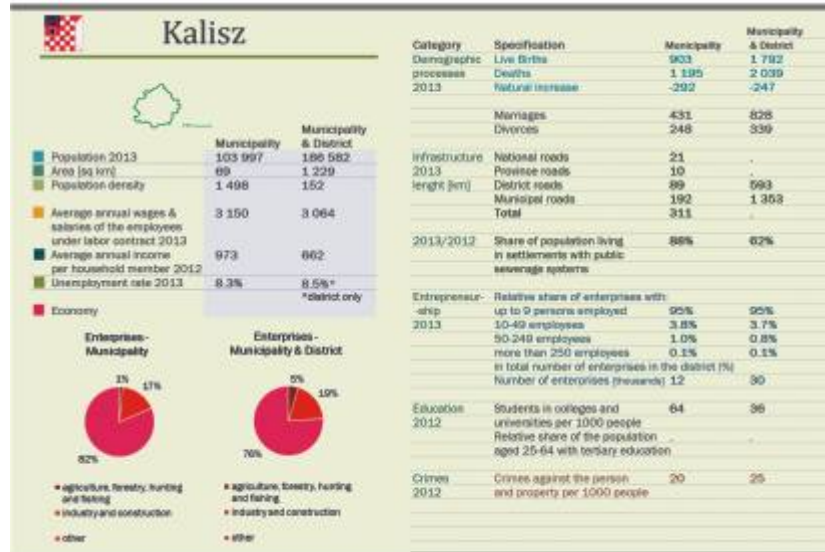 Kalisz
Municipality
Municipality
& District
Population 2013 103 997 186 582
Area [sq km] 69 1 229
Population density 1 498 152
Average annual wages & 3 150 3 064
salaries of the employees
under labor contract 2013
Average annual income 973 662
per household member 2012
Unemployment rate 2013 8.3% 8.5%*
*district only
Economy
Enterprises -
Municipality
1%
17%
82%
agriculture, forestry, hunting
and fishing
industry and construction
other
Enterprises -
Municipality & District
5%
19%
76%
agriculture, forestry, hunting
and fishing
industry and construction
other
Municipality
Category Specification Municipality & District
Demographic Live Births 903 1 792
processes Deaths 1 195 2 039
2013 Natural increase -292 -247
Marriages 431 828
Divorces 248 339
Infrastructure National roads 21 .
2013 Province roads 10 .
lenght [km] District roads 89 593
Municipal roads 192 1 353
Total 311 .
2013/2012 Share of population living 88% 62%
in settlements with public
sewerage systems
Entrepreneur- Relative share of enterprises with:
-ship up to 9 persons employed 95% 95%
2013 10-49 employees 3.8% 3.7%
50-249 employees 1.0% 0.8%
more than 250 employees 0.1% 0.1%
in total number of enterprises in the district (%)
Number of enterprises (thousands) 12 30
Education Students in colleges and 64 36
2012 universities per 1000 people
Relative share of the population . .
aged 25-64 with tertiary education
Crimes Crimes against the person 20 25
2012 and property per 1000 people